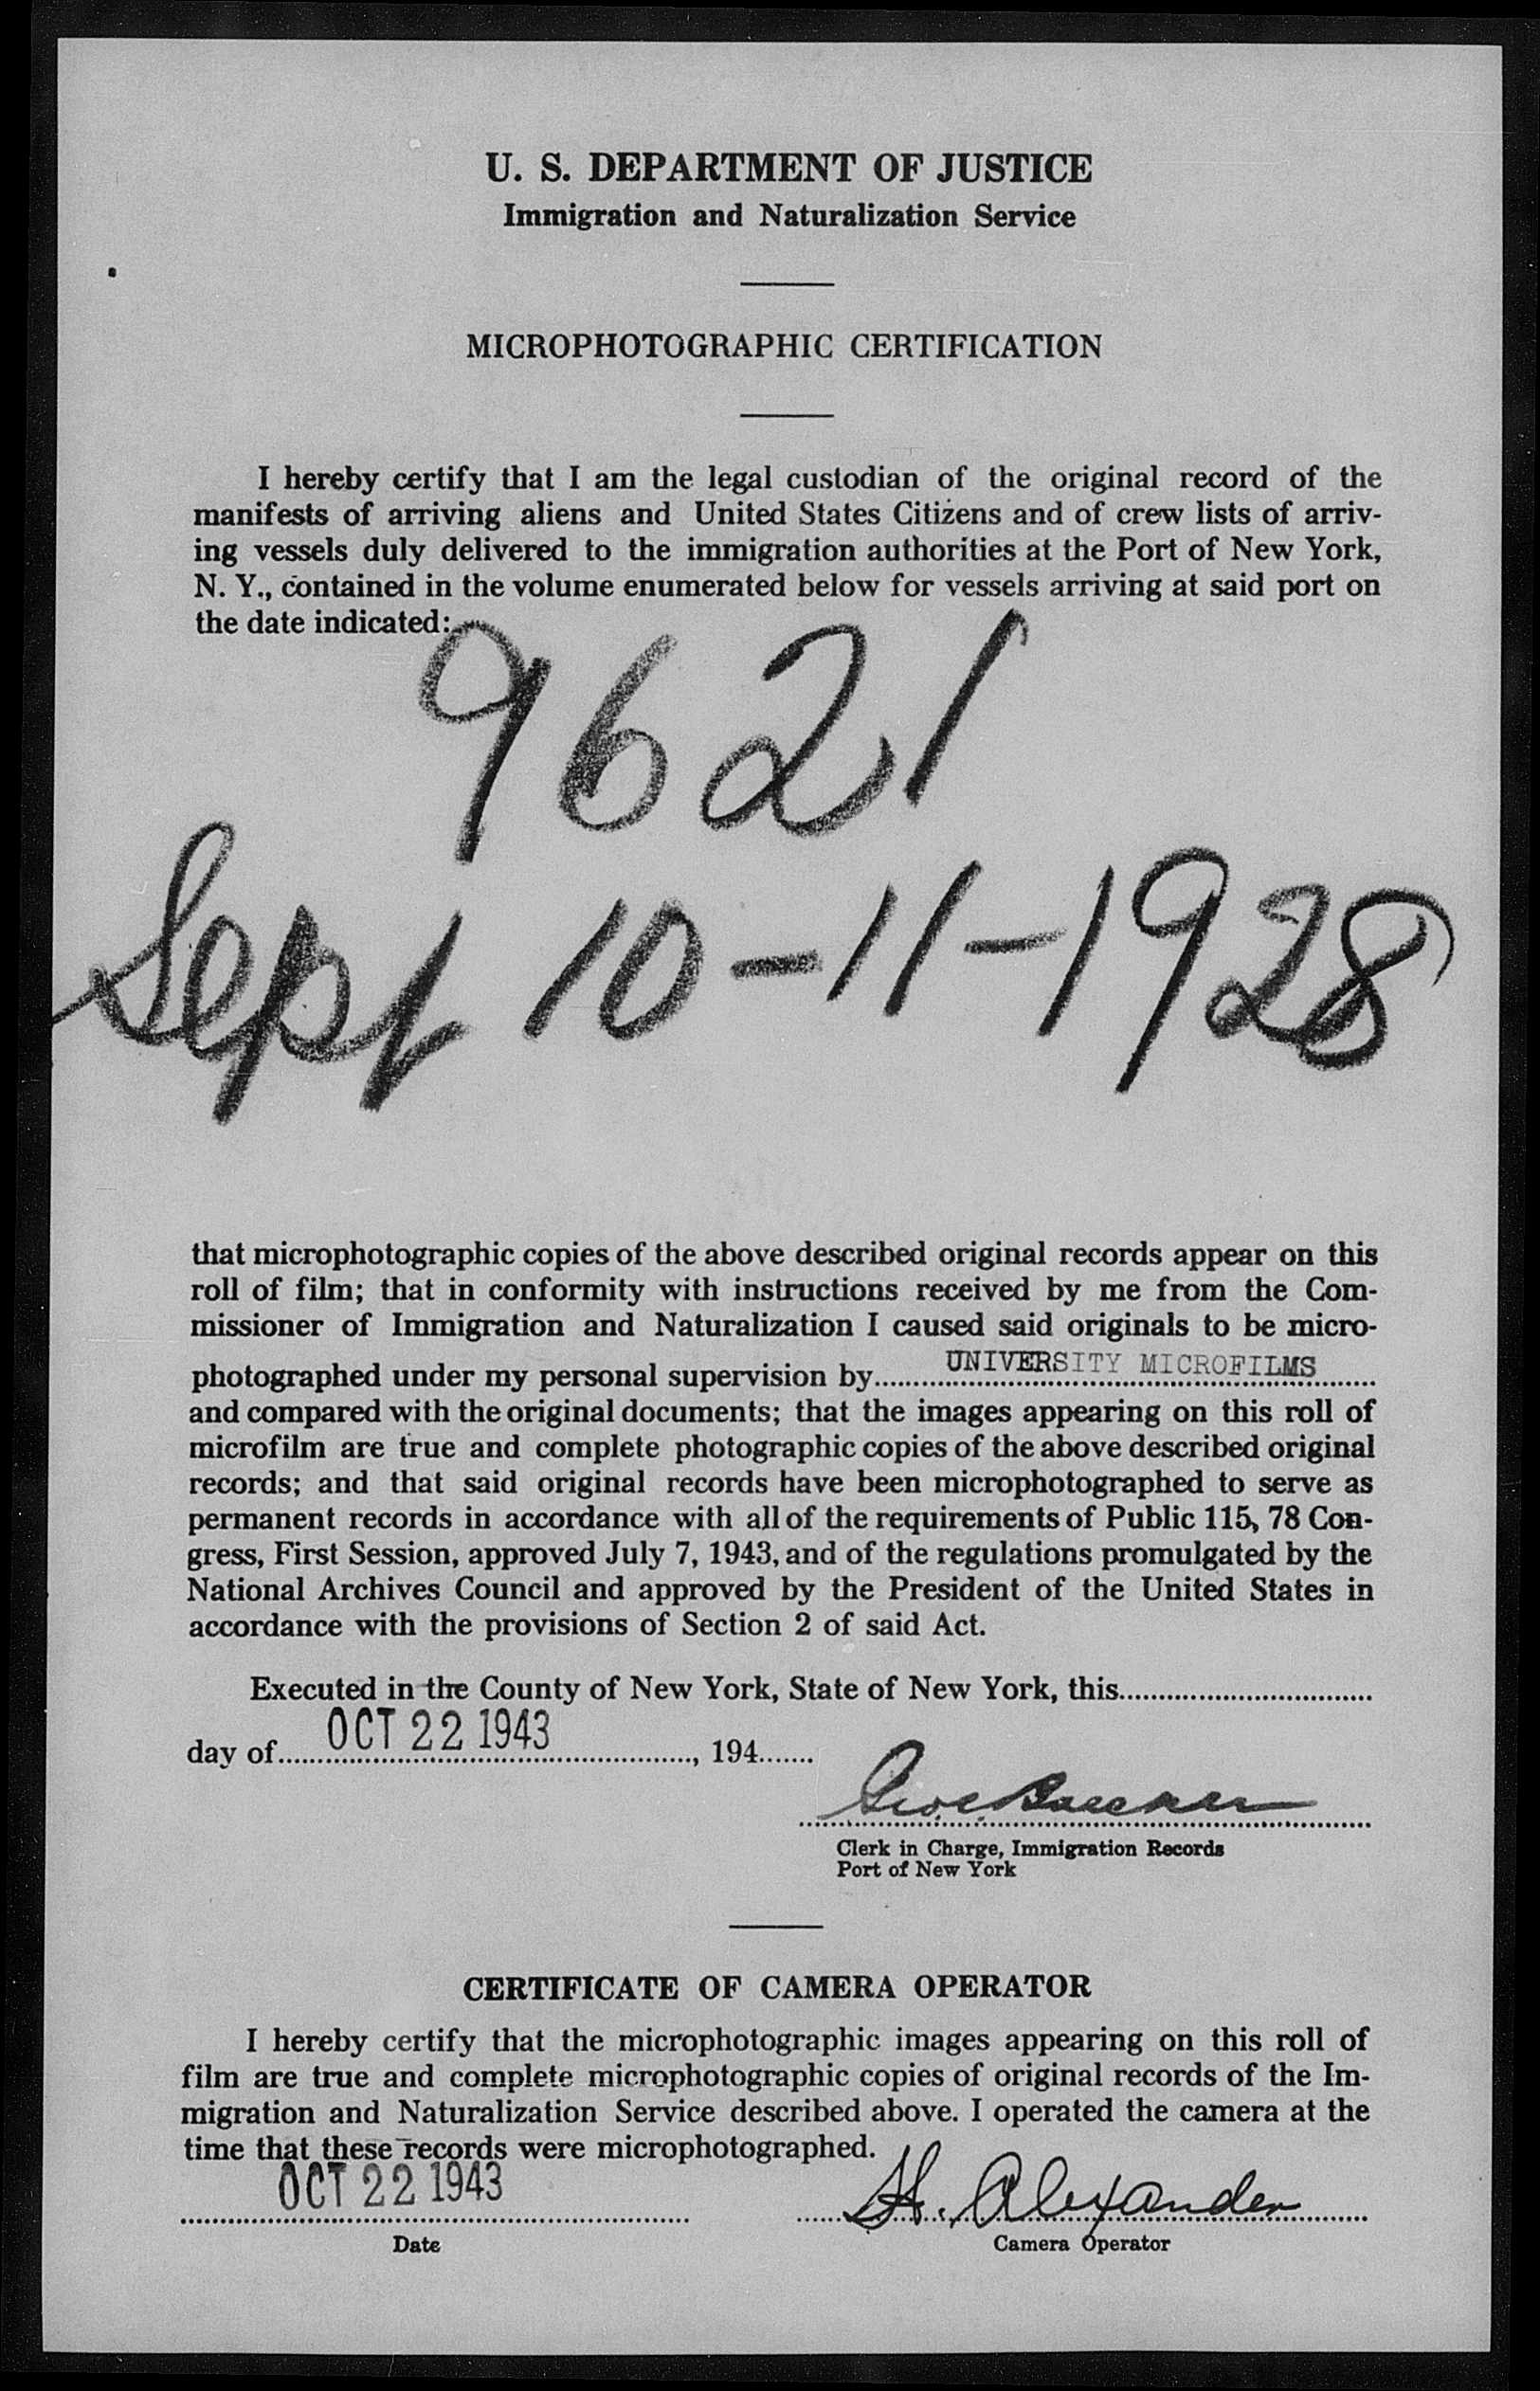 U. S. DEPARTMENT OF JUSTICE
Immigration and Naturalization Service
MICROPHOTOGRAPHIC CERTIFICATION
I hereby certify that I am the legal custodian of the original record of the
manifests of arriving aliens and United States Citizens and of crew lists of arriv-
ing vessels duly delivered to the immigration authorities at the Port of New York,
N. Y., contained in the volume enumerated below for vessels arriving at said port on
the date indicated:
9621
Sept 10-11-1928
that microphotographic copies of the above described original records appear on this
roll of film; that in conformity with instructions received by me from the Com-
missioner of Immigration and Naturalization I caused said originals to be micro-
photographed under my personal supervision by UNIVERSITY MICROFILMS
and compared with the original documents; that the images appearing on this roll of
microfilm are true and complete photographic copies of the above described original
records; and that said original records have been microphotographed to serve as
permanent records in accordance with all of the requirements of Public 115, 78 Con-
gress, First Session, approved July 7, 1943, and of the regulations promulgated by the
National Archives Council and approved by the President of the United States in
accordance with the provisions of Section 2 of said Act.
Executed in the County of New York, State of New York, this
day of OCT 22 1943, 194
Clerk in Charge, Immigration Records
Port of New York
CERTIFICATE OF CAMERA OPERATOR
I hereby certify that the microphotographic images appearing on this roll of
film are true and complete microphotographic copies of original records of the Im-
migration and Naturalization Service described above. I operated the camera at the
time that these records were microphotographed.
OCT 22 1943 H. Alexander
Date Camera Operator